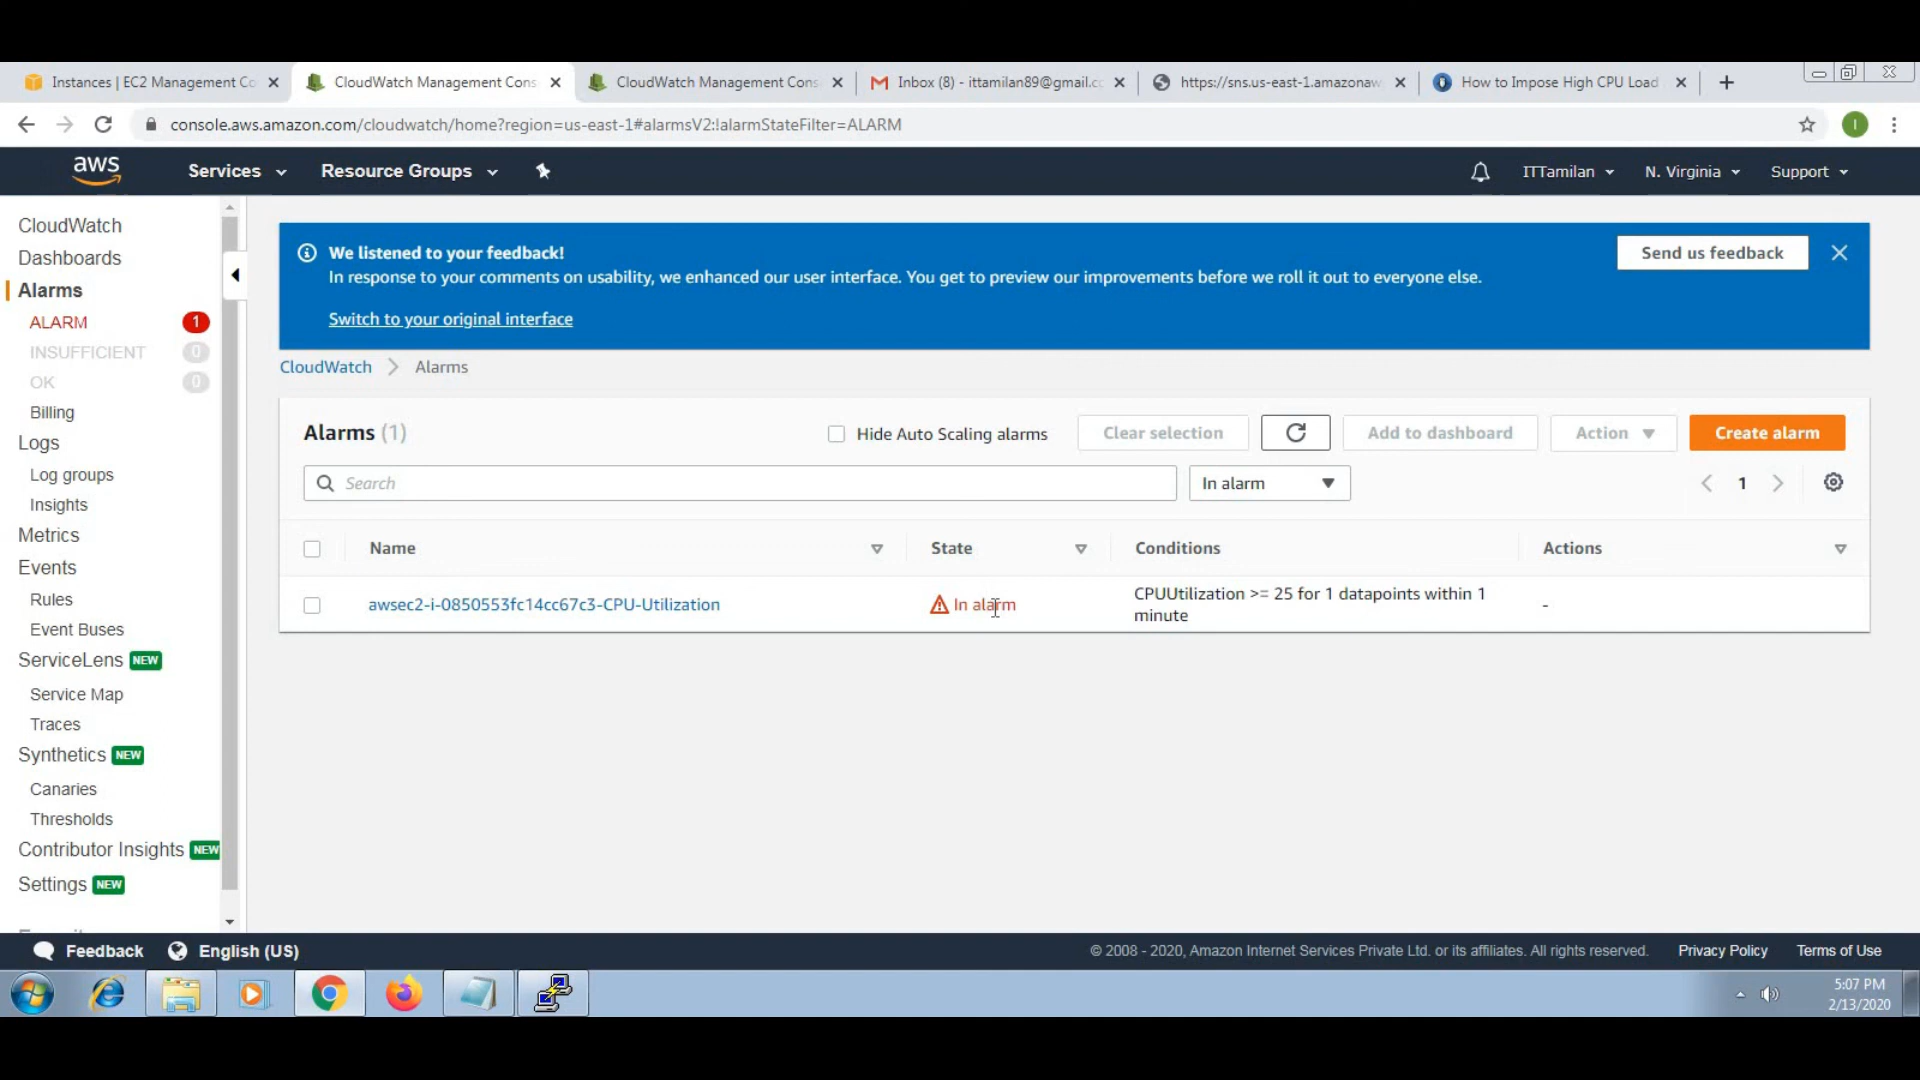 Instances | EC2 Management Co
CloudWatch Management Cons
CloudWatch Management Cons
Inbox (8) - ittamilan89@gmail.co
https://sns.us-east-1.amazonaw
How to Impose High CPU Load
console.aws.amazon.com/cloudwatch/home?region=us-east-1#alarmsV2:!alarmStateFilter=ALARM
I
aws
Services
Resource Groups
ITTamilan
N. Virginia
Support
CloudWatch
Dashboards
Alarms
ALARM 1
INSUFFICIENT 0
OK 0
Billing
Logs
Log groups
Insights
Metrics
Events
Rules
Event Buses
ServiceLens NEW
Service Map
Traces
Synthetics NEW
Canaries
Thresholds
Contributor Insights NEW
Settings NEW
We listened to your feedback!
In response to your comments on usability, we enhanced our user interface. You get to preview our improvements before we roll it out to everyone else.
Switch to your original interface
Send us feedback
CloudWatch > Alarms
Alarms (1)
Hide Auto Scaling alarms
Clear selection
Add to dashboard
Action
Create alarm
Search
In alarm
1
Name State Conditions Actions
awsec2-i-0850553fc14cc67c3-CPU-Utilization
In alarm
CPUUtilization >= 25 for 1 datapoints within 1
minute
-
Feedback
English (US)
© 2008 - 2020, Amazon Internet Services Private Ltd. or its affiliates. All rights reserved.
Privacy Policy
Terms of Use
5:07 PM
2/13/2020